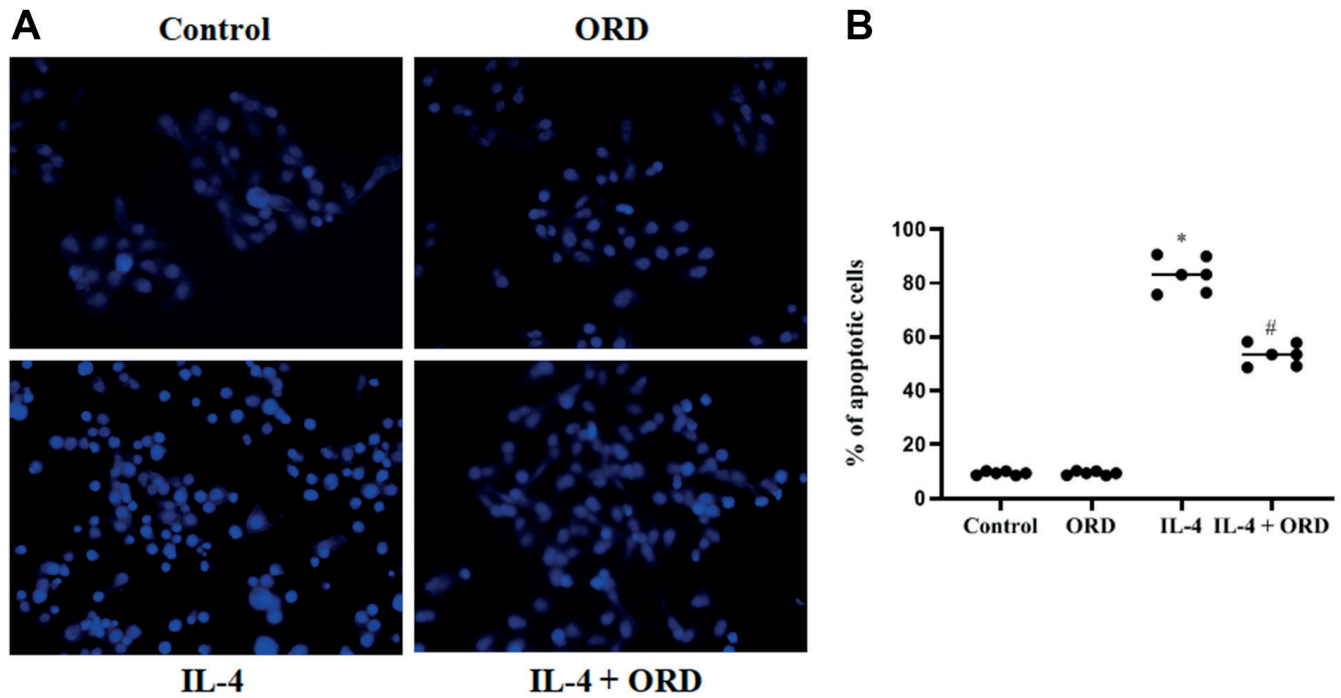 A
Control
ORD
IL-4
IL-4 + ORD
B
% of apoptotic cells
100
80
60
40
20
0
*
#
Control
ORD
IL-4
IL-4 + ORD